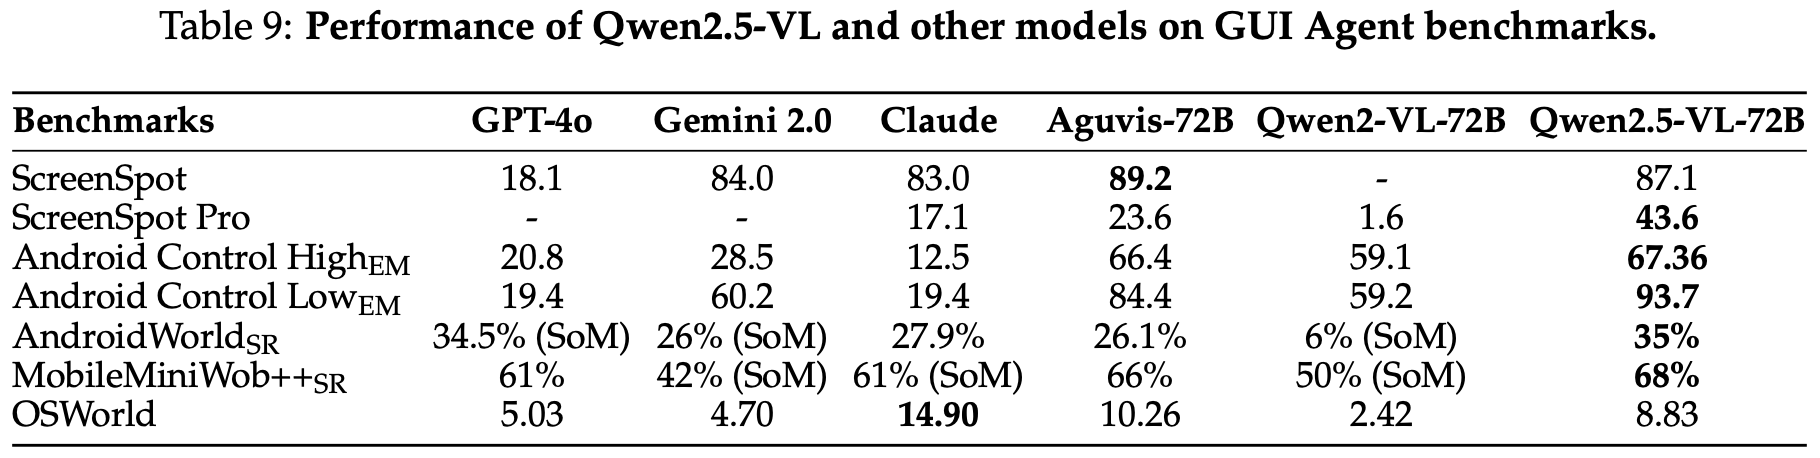 Table 9: Performance of Qwen2.5-VL and other models on GUI Agent benchmarks.
Benchmarks GPT-4o Gemini 2.0 Claude Aguvis-72B Qwen2-VL-72B Qwen2.5-VL-72B
ScreenSpot 18.1 84.0 83.0 89.2 - 87.1
ScreenSpot Pro - - 17.1 23.6 1.6 43.6
Android Control HighEM 20.8 28.5 12.5 66.4 59.1 67.36
Android Control LowEM 19.4 60.2 19.4 84.4 59.2 93.7
AndroidWorldSR 34.5% (SoM) 26% (SoM) 27.9% 26.1% 6% (SoM) 35%
MobileMiniWob++SR 61% 42% (SoM) 61% (SoM) 66% 50% (SoM) 68%
OSWorld 5.03 4.70 14.90 10.26 2.42 8.83